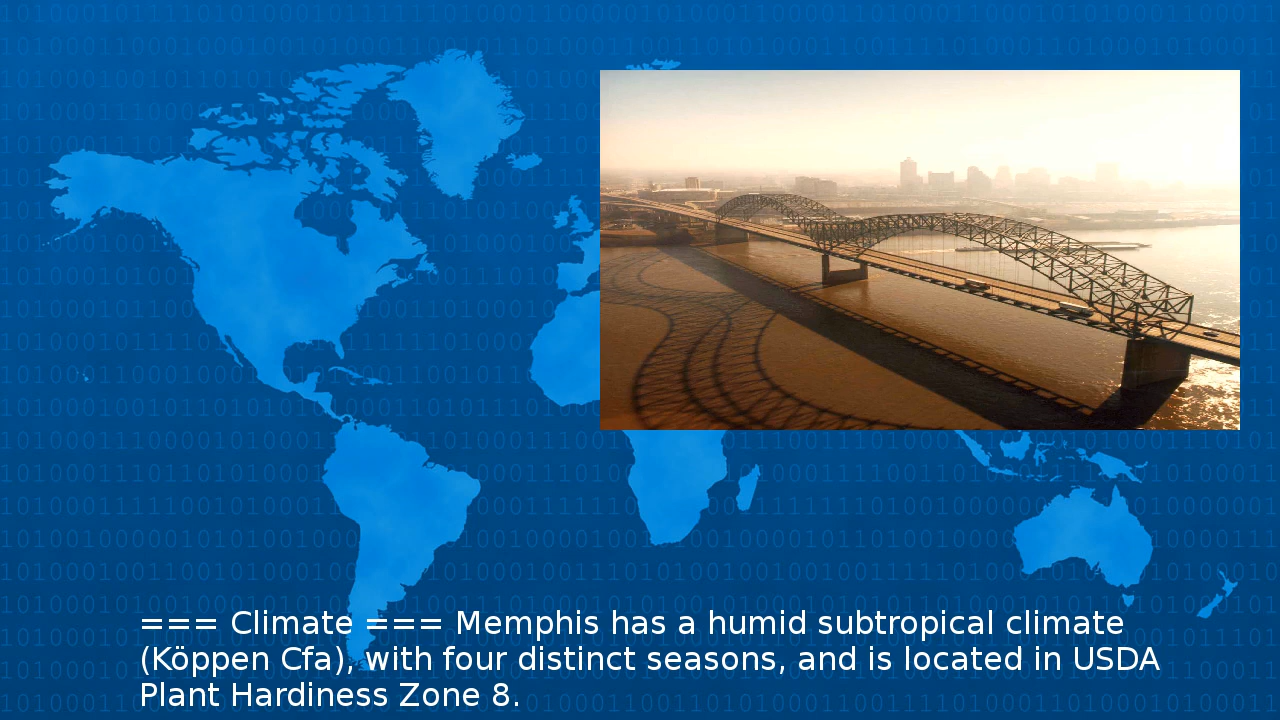 === Climate === Memphis has a humid subtropical climate
(Köppen Cfa), with four distinct seasons, and is located in USDA
Plant Hardiness Zone 8.